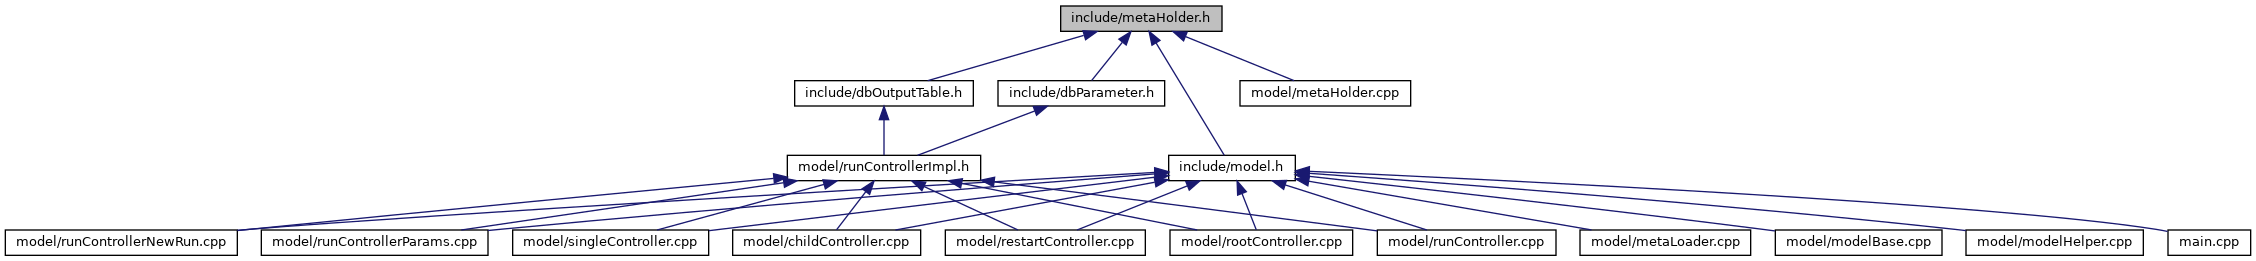 include/metaHolder.h
include/dbOutputTable.h
include/dbParameter.h
model/metaHolder.cpp
model/runControllerImpl.h
include/model.h
model/runControllerNewRun.cpp
model/runControllerParams.cpp
model/singleController.cpp
model/childController.cpp
model/restartController.cpp
model/rootController.cpp
model/runController.cpp
model/metaLoader.cpp
model/modelBase.cpp
model/modelHelper.cpp
main.cpp